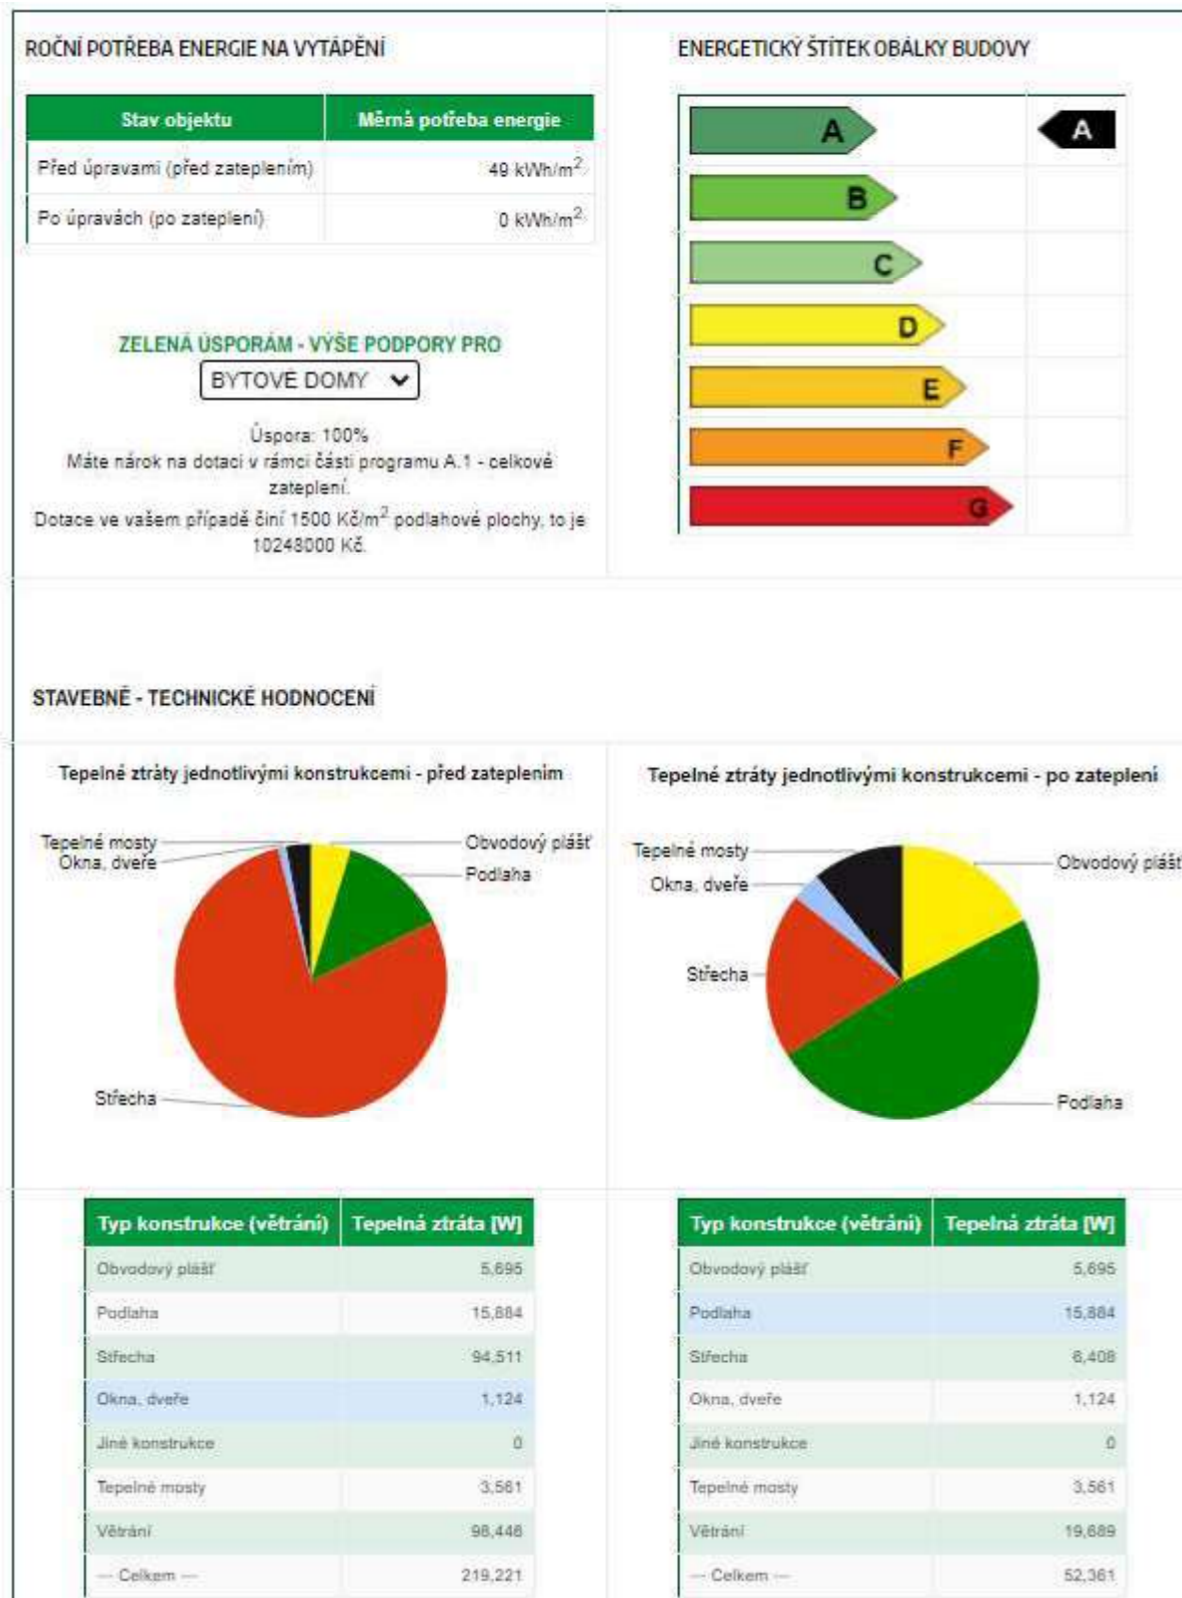 ROČNÍ POTŘEBA ENERGIE NA VYTÁPĚNÍ
Stav objektu Měrná potřeba energie
Před úpravami (před zateplením) 49 kWh/m²
Po úpravách (po zateplení) 0 kWh/m²
ZELENÁ ÚSPORÁM - VÝŠE PODPORY PRO
BYTOVÉ DOMY
Úspora: 100%
Máte nárok na dotaci v rámci části programu A.1 - celkové
zateplení.
Dotace ve vašem případě činí 1500 Kč/m² podlahové plochy, to je
10248000 Kč.
ENERGETICKÝ ŠTÍTEK OBÁLKY BUDOVY
A A
B
C
D
E
F
G
STAVEBNĚ - TECHNICKÉ HODNOCENÍ
Tepelné ztráty jednotlivými konstrukcemi - před zateplením
Tepelné mosty
Okna, dveře
Obvodový plášť
Podlaha
Střecha
Tepelné ztráty jednotlivými konstrukcemi - po zateplení
Tepelné mosty
Okna, dveře
Obvodový plášť
Střecha
Podlaha
Typ konstrukce (větrání) Tepelná ztráta [W]
Obvodový plášť 5,695
Podlaha 15,884
Střecha 94,511
Okna, dveře 1,124
Jiné konstrukce 0
Tepelné mosty 3,561
Větrání 98,446
--- Celkem --- 219,221
Typ konstrukce (větrání) Tepelná ztráta [W]
Obvodový plášť 5,695
Podlaha 15,884
Střecha 6,408
Okna, dveře 1,124
Jiné konstrukce 0
Tepelné mosty 3,561
Větrání 19,689
--- Celkem --- 52,361